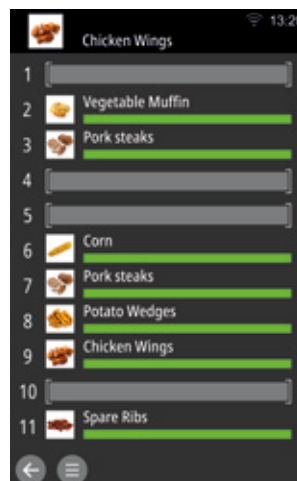 13:29
Chicken Wings
1
2 Vegetable Muffin
3 Pork steaks
4
5
6 Corn
7 Pork steaks
8 Potato Wedges
9 Chicken Wings
10
11 Spare Ribs